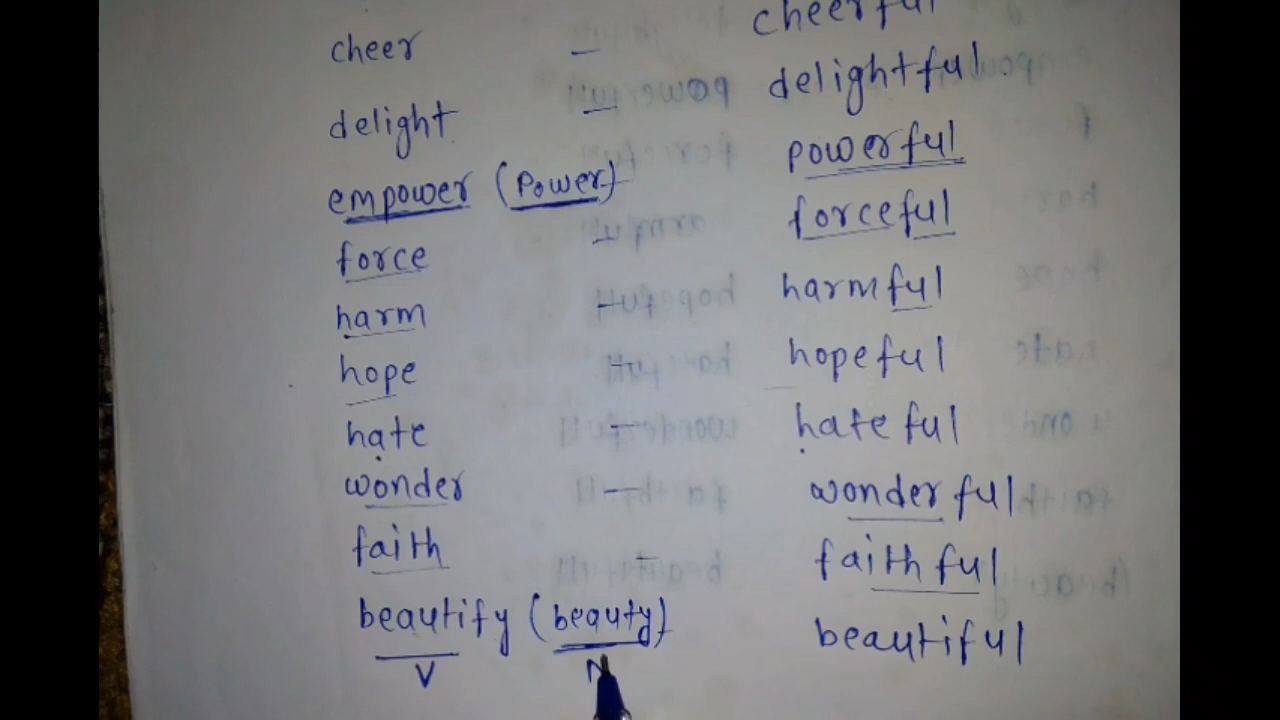 cheer – cheerful
delight – delightful
empower (Power) powerful
force forceful
harm – harmful
hope – hopeful
hate – hateful
wonder – wonderful
faith – faithful
beautify (beauty) beautiful
V N